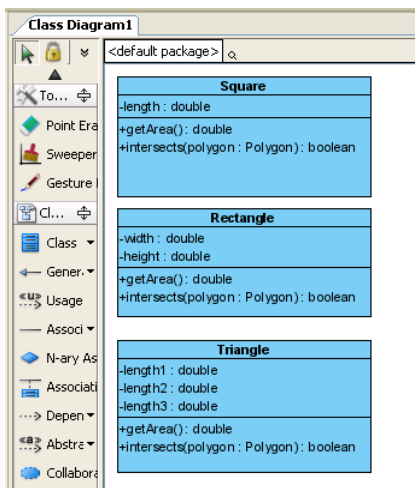 Class Diagram1
<default package>
To...
Point Era
Sweeper
Gesture
Cl...
Class
Gener.
Usage
Associ
N-ary As
Associati
Depen
Abstra
Collabora
Square
-length : double
+getArea() : double
+intersects(polygon : Polygon) : boolean
Rectangle
-width : double
-height : double
+getArea() : double
+intersects(polygon : Polygon) : boolean
Triangle
-length1 : double
-length2 : double
-length3 : double
+getArea() : double
+intersects(polygon : Polygon) : boolean